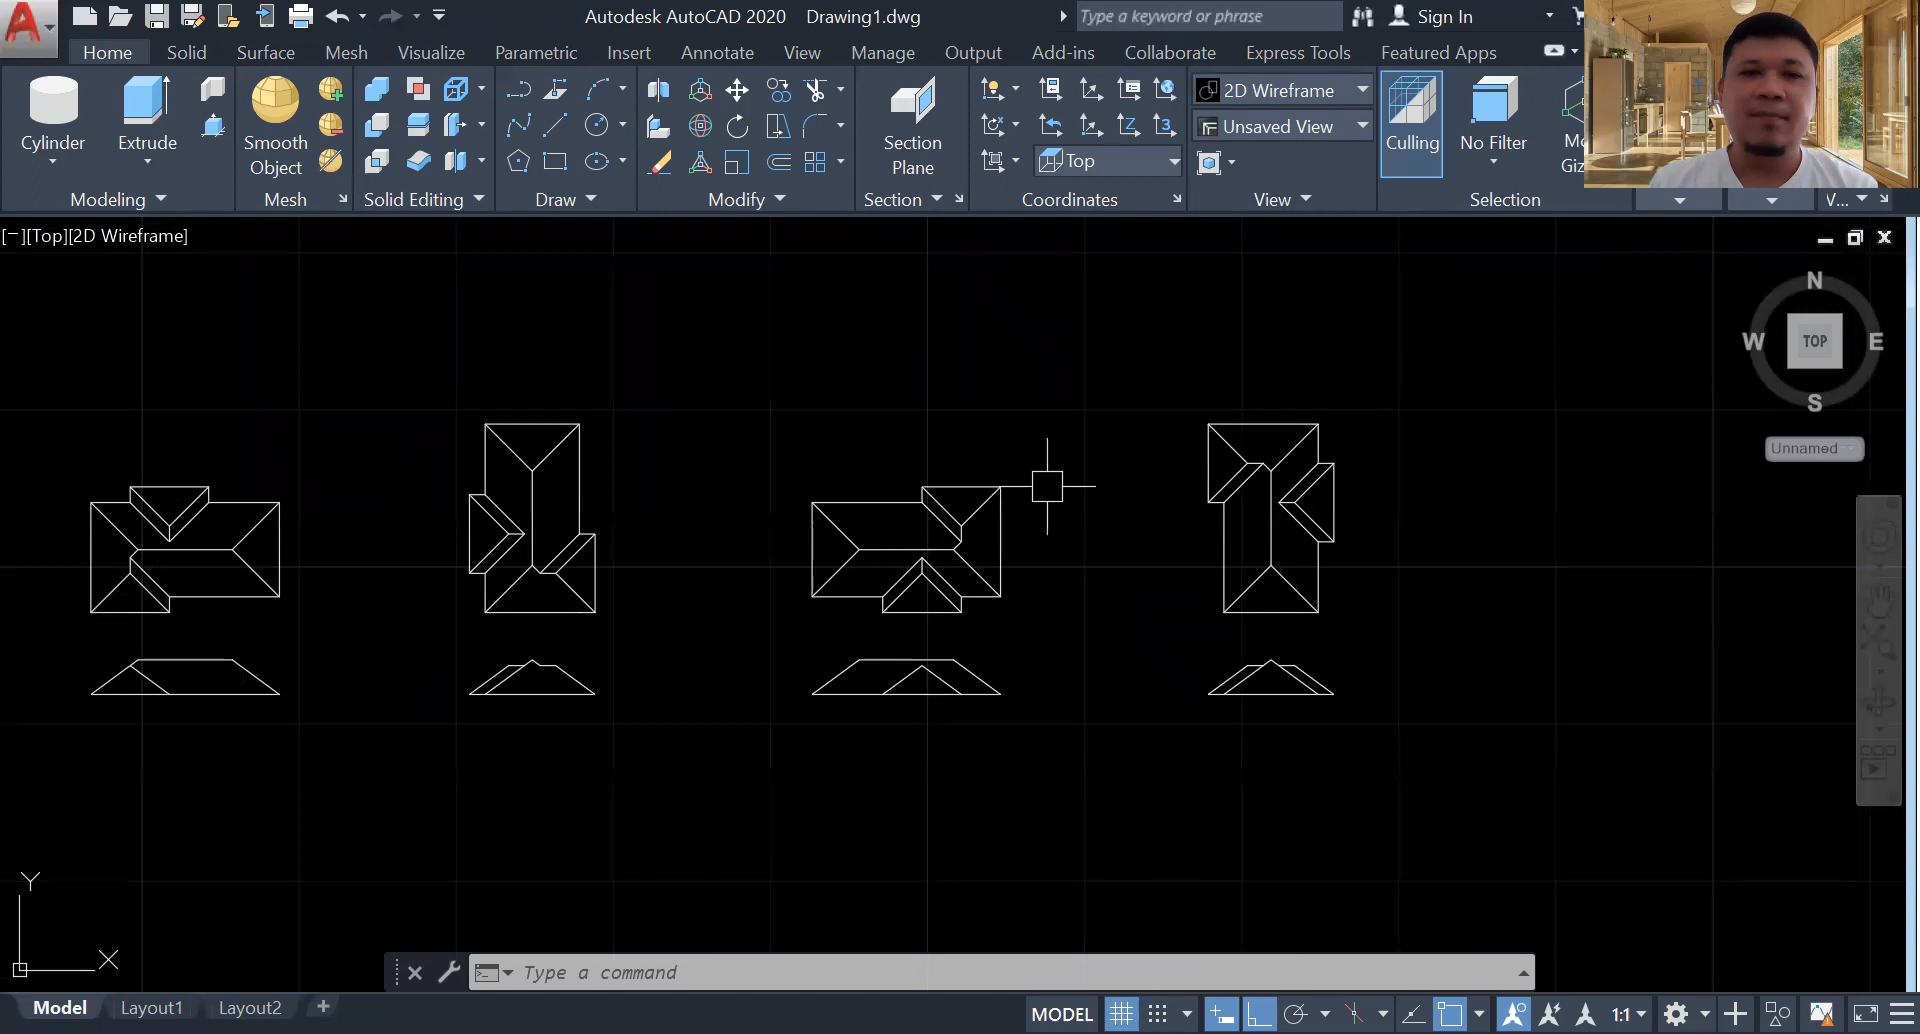 Autodesk AutoCAD 2020 Drawing1.dwg
Type a keyword or phrase
Sign In
Home Solid Surface Mesh Visualize Parametric Insert Annotate View Manage Output Add-ins Collaborate Express Tools Featured Apps
Cylinder
Extrude
Smooth
Object
Section
Plane
2D Wireframe
Unsaved View
Top
Culling
No Filter
Modeling
Mesh
Solid Editing
Draw
Modify
Section
Coordinates
View
Selection
V...
[−][Top][2D Wireframe]
N
W TOP E
S
Unnamed
Y
X
Type a command
Model Layout1 Layout2
MODEL
1:1